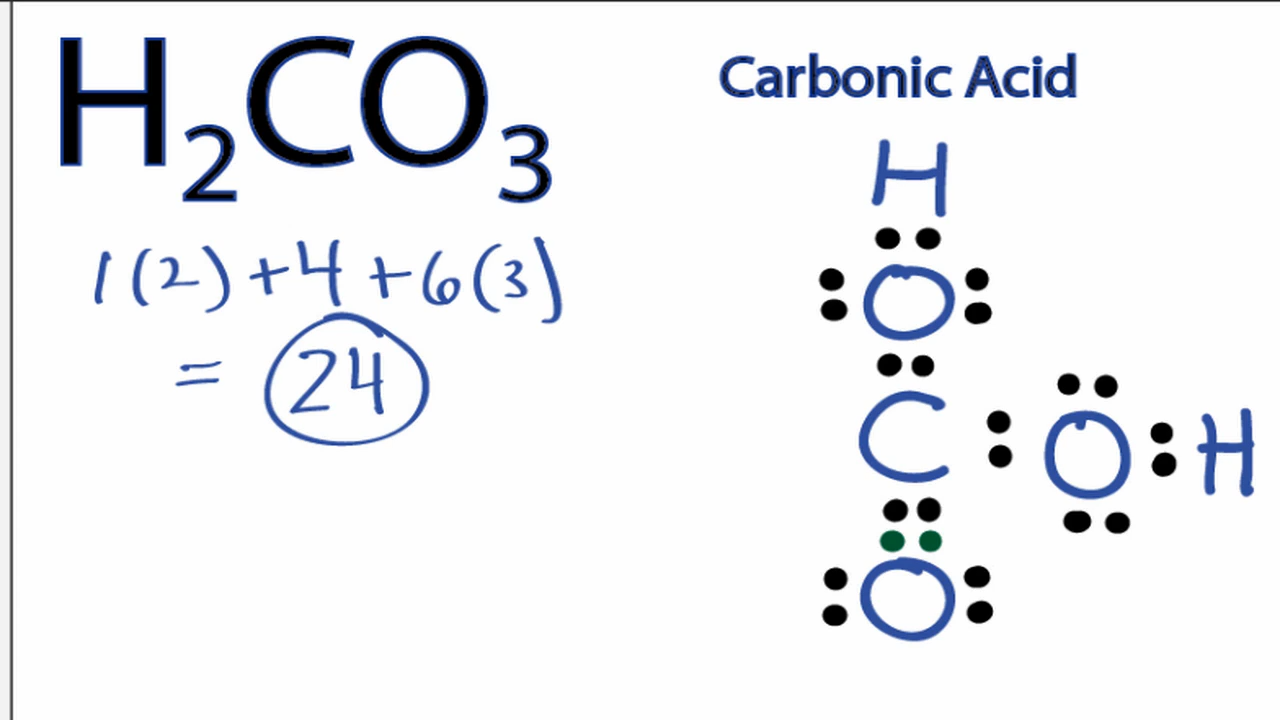 H₂CO₃
1(2)+4+6(3)
= 24
Carbonic Acid
H
O
C O H
O